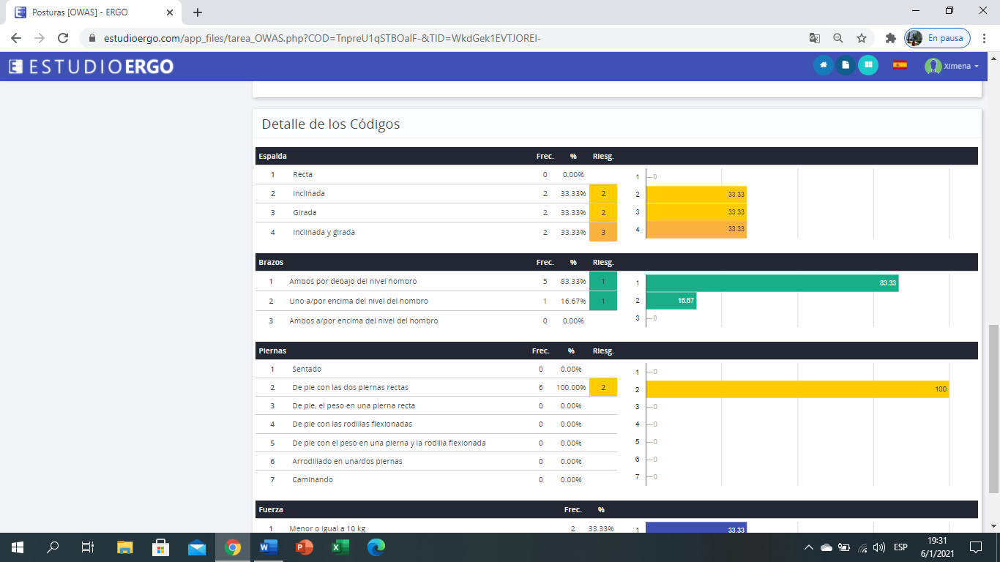 Posturas [OWAS] - ERGO
estudioergo.com/app_files/tarea_OWAS.php?COD=TnpreU1qSTBOalF-&TID=WkdGek1EVTJOREI-
En pausa
ESTUDIOERGO
Ximena
Detalle de los Códigos
Espalda Frec. % Riesg.
1 Recta 0 0.00%
2 Inclinada 2 33.33% 2
3 Girada 2 33.33% 2
4 Inclinada y girada 2 33.33% 3
1 0
2 33.33
3 33.33
4 33.33
Brazos Frec. % Riesg.
1 Ambos por debajo del nivel hombro 5 83.33% 1
2 Uno a/por encima del nivel del hombro 1 16.67% 1
3 Ambos a/por encima del nivel del hombro 0 0.00%
1 83.33
2 16.67
3 0
Piernas Frec. % Riesg.
1 Sentado 0 0.00%
2 De pie con las dos piernas rectas 6 100.00% 2
3 De pie, el peso en una pierna recta 0 0.00%
4 De pie con las rodillas flexionadas 0 0.00%
5 De pie con el peso en una pierna y la rodilla flexionada 0 0.00%
6 Arrodillado en una/dos piernas 0 0.00%
7 Caminando 0 0.00%
1 0
2 100
3 0
4 0
5 0
6 0
7 0
Fuerza Frec. %
1 Menor o igual a 10 kg 2 33.33%
1 33.33
ESP
19:31
6/1/2021